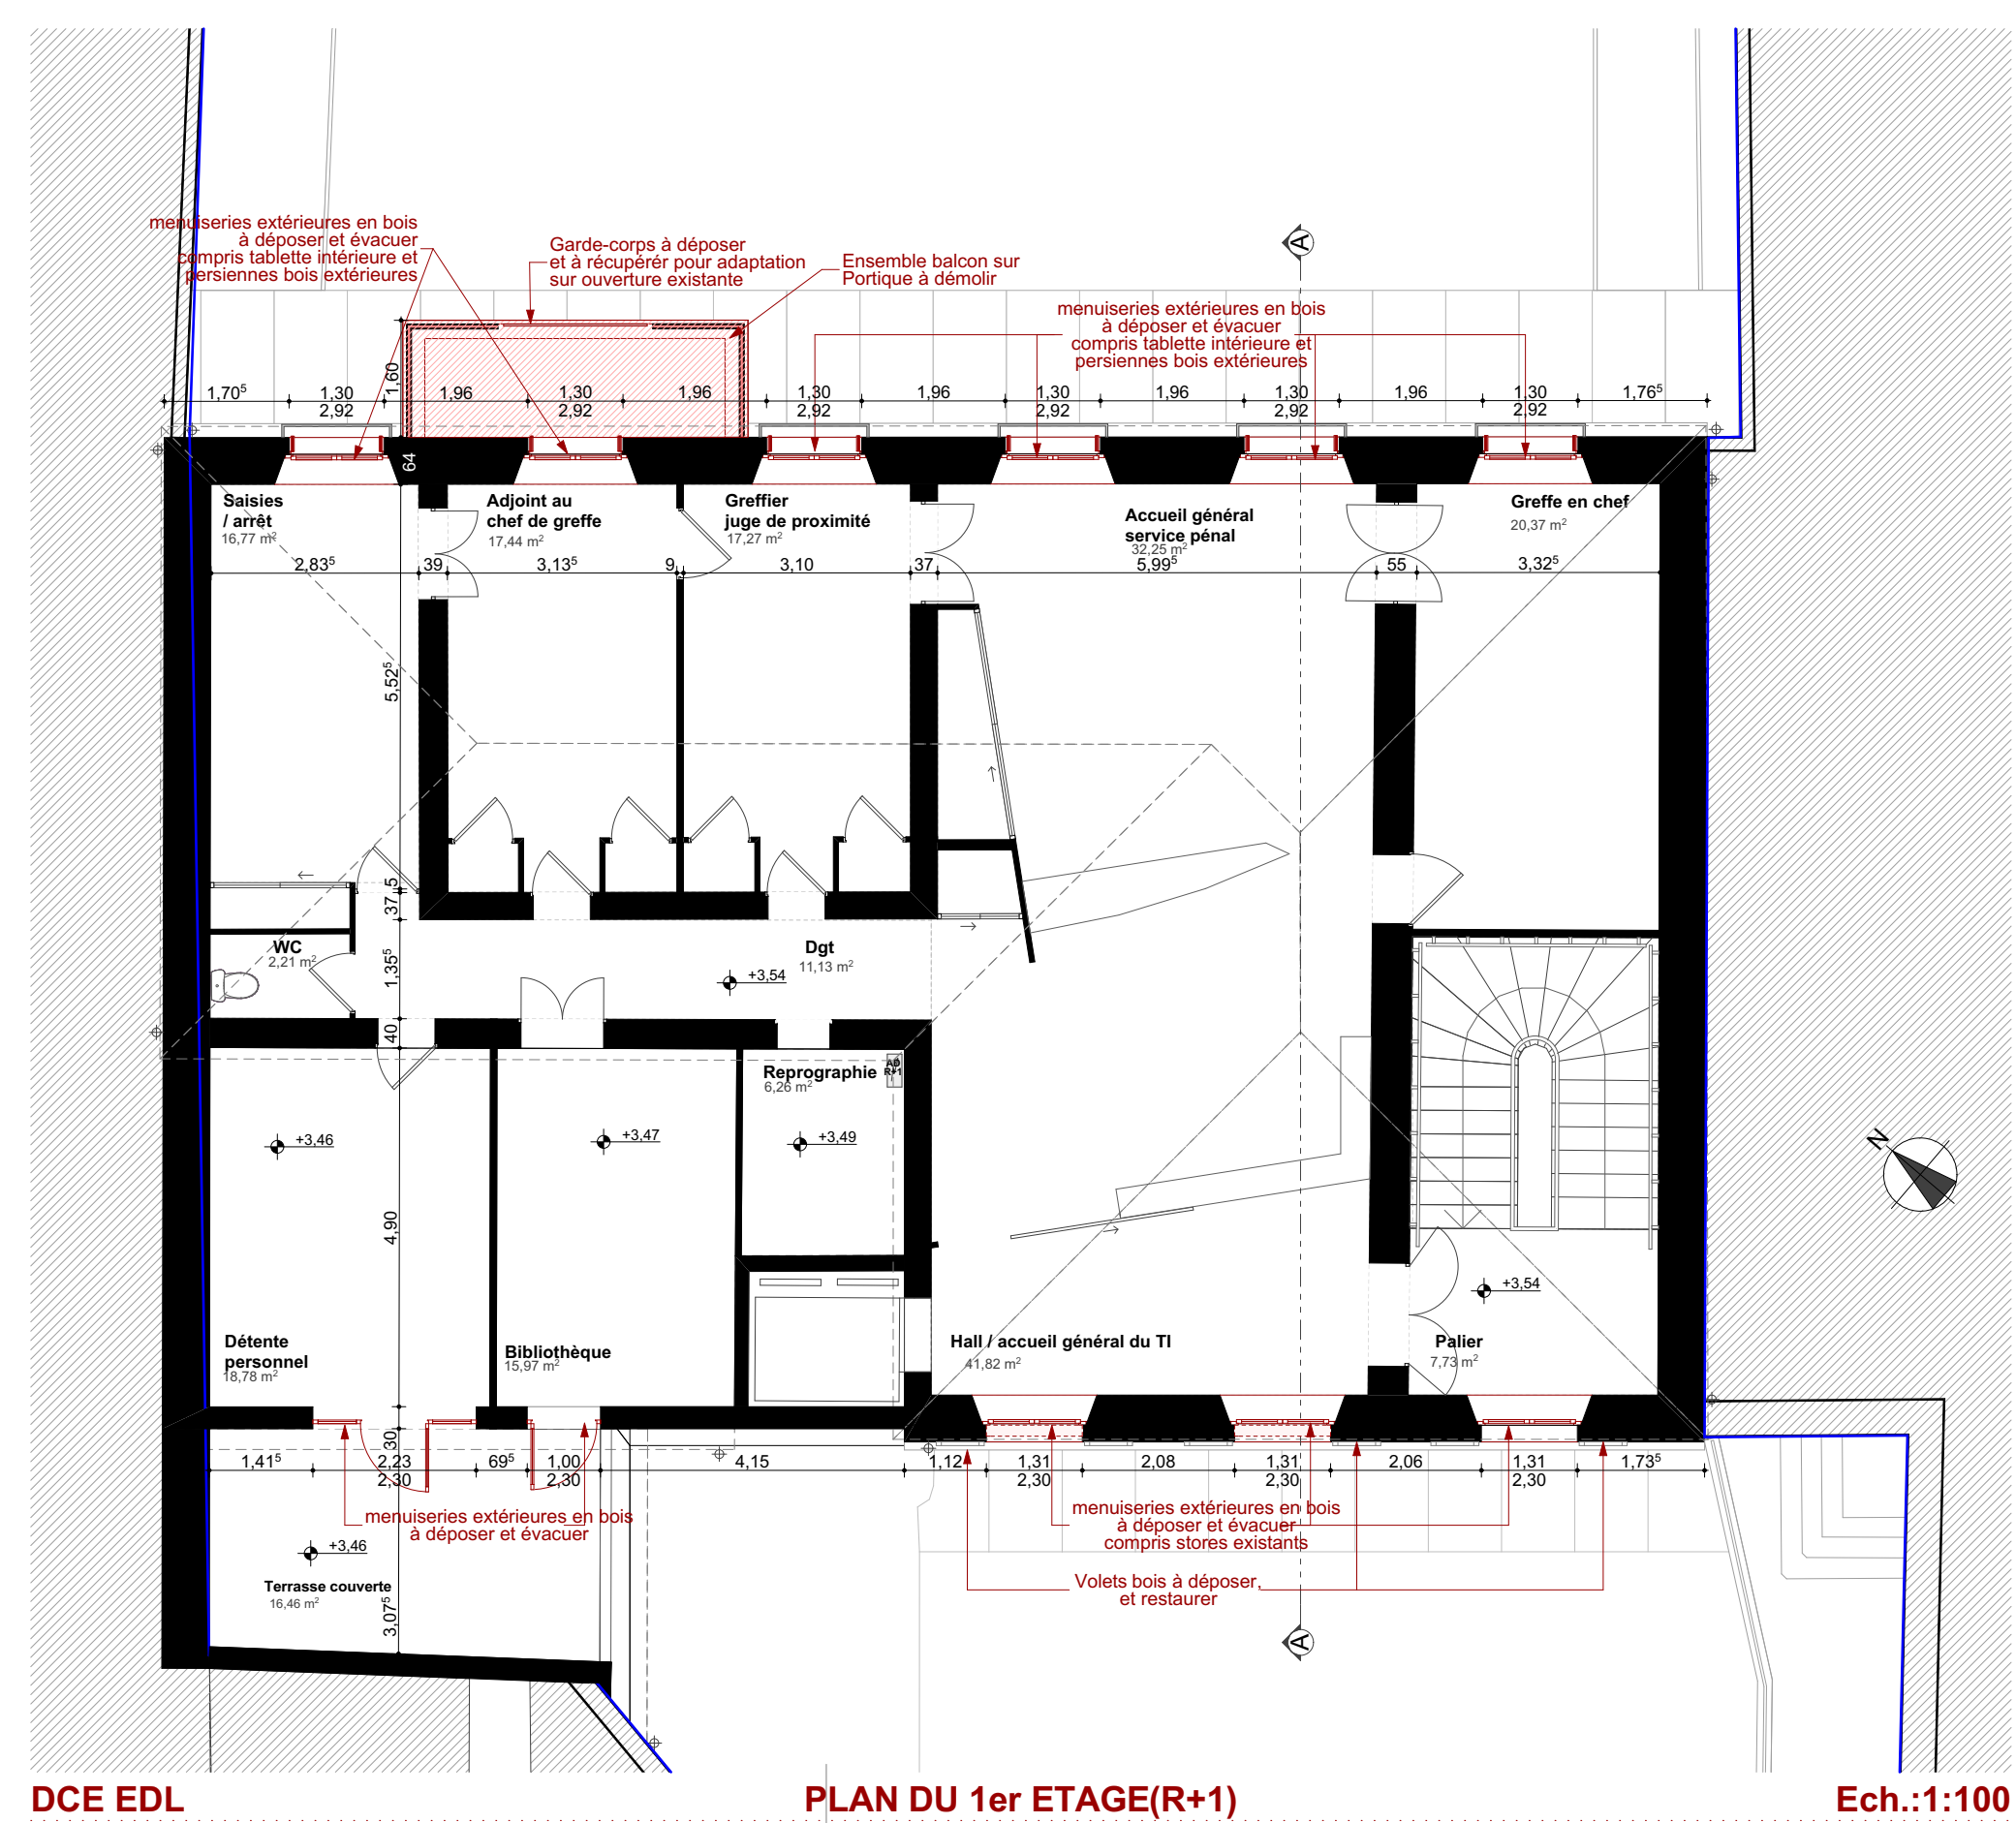 menuiseries extérieures en bois
à déposer et évacuer
compris tablette intérieure et
persiennes bois extérieures
Garde-corps à déposer
et à récupérér pour adaptation
sur ouverture existante
Ensemble balcon sur
Portique à démolir
A
menuiseries extérieures en bois
à déposer et évacuer
compris tablette intérieure et
persiennes bois extérieures
1,60
1,70⁵ 1,30 1,96 1,30 1,96 1,30 1,96 1,30 1,96 1,30 1,96 1,30 1,76⁵
2,92 2,92 2,92 2,92 2,92 2,92
64
Saisies
/ arrêt
16,77 m²
Adjoint au
chef de greffe
17,44 m²
Greffier
juge de proximité
17,27 m²
Accueil général
service pénal
32,25 m²
Greffe en chef
20,37 m²
2,83⁵ 39 3,13⁵ 9 3,10 37 5,99⁵ 55 3,32⁵
5,52⁵
5
37
WC
2,21 m²
1,35⁵
Dgt
11,13 m²
+3,54
40
Reprographie
6,26 m²
AD
R+1
+3,46
+3,47
+3,49
N
4,90
+3,54
Détente
personnel
18,78 m²
Bibliothèque
15,97 m²
Hall / accueil général du TI
41,82 m²
Palier
7,73 m²
30
1,41⁵ 2,23 69⁵ 1,00 4,15 1,12 1,31 2,08 1,31 2,06 1,31 1,73⁵
2,30 2,30 2,30 2,30 2,30
menuiseries extérieures en bois
à déposer et évacuer
menuiseries extérieures en bois
à déposer et évacuer
compris stores existants
+3,46
Terrasse couverte
16,46 m²
3,07⁵
Volets bois à déposer,
et restaurer
A
DCE EDL
PLAN DU 1er ETAGE(R+1)
Ech.:1:100